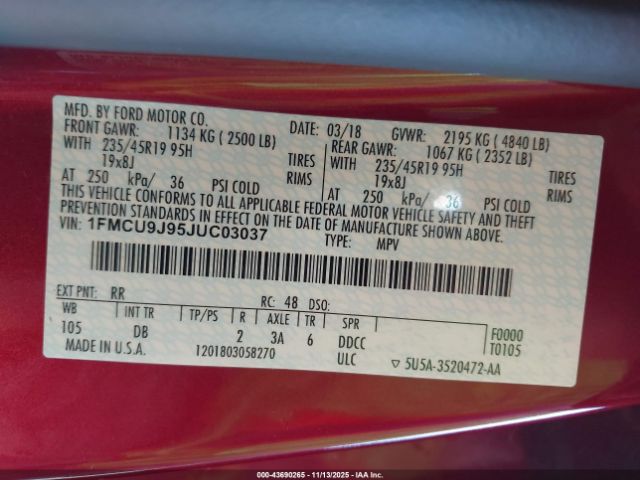 MFD. BY FORD MOTOR CO.
DATE: 03/18 GVWR: 2195 KG ( 4840 LB)
FRONT GAWR: 1134 KG ( 2500 LB) REAR GAWR: 1067 KG ( 2352 LB)
WITH 235/45R19 95H TIRES WITH 235/45R19 95H TIRES
19x8J RIMS 19x8J RIMS
AT 250 kPa/ 36 PSI COLD AT 250 kPa/ 36 PSI COLD
THIS VEHICLE CONFORMS TO ALL APPLICABLE FEDERAL MOTOR VEHICLE SAFETY AND THEFT
PREVENTION STANDARDS IN EFFECT ON THE DATE OF MANUFACTURE SHOWN ABOVE.
VIN: 1FMCU9J95JUC03037 TYPE: MPV
EXT PNT: RR RC: 48 DSO:
WB INT TR TP/PS R AXLE TR SPR F0000
105 DB 2 3A 6 DDCC T0105
MADE IN U.S.A. 1201803058270 ULC ▽ 5U5A-3520472-AA
000-43690265 - 11/13/2025 - IAA Inc.